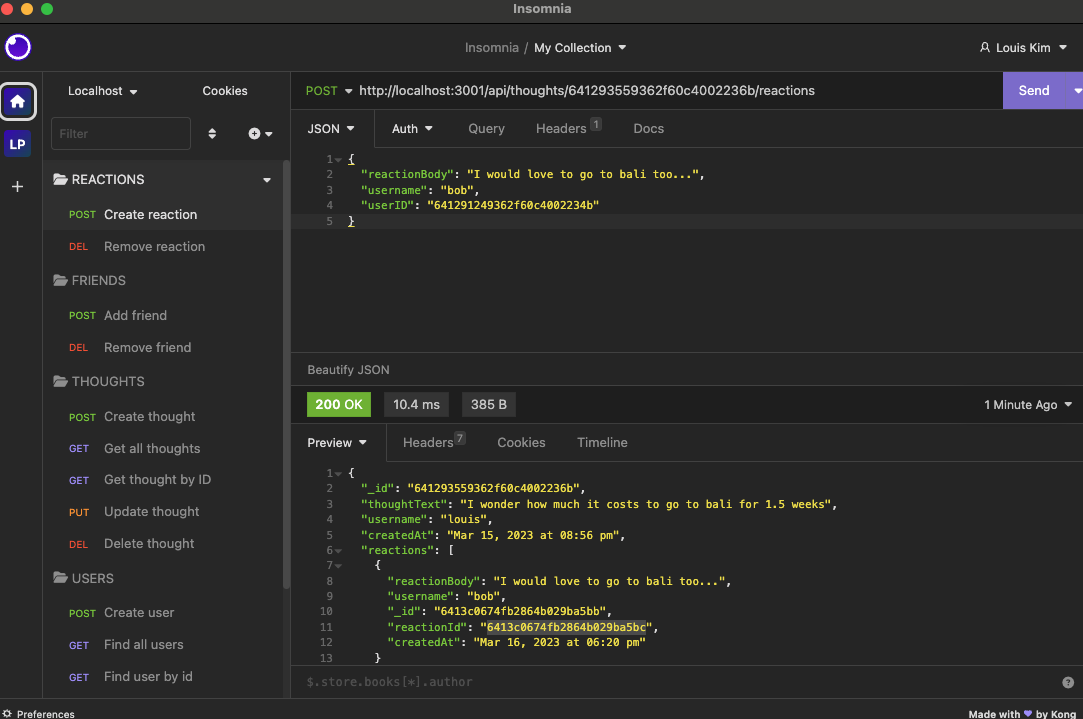 Insomnia
Insomnia / My Collection
Louis Kim
Localhost
Cookies
POST http://localhost:3001/api/thoughts/641293559362f60c4002236b/reactions
Send
LP
Filter
JSON Auth Query Headers 1 Docs
REACTIONS
POST Create reaction
DEL Remove reaction
FRIENDS
POST Add friend
DEL Remove friend
THOUGHTS
POST Create thought
GET Get all thoughts
GET Get thought by ID
PUT Update thought
DEL Delete thought
USERS
POST Create user
GET Find all users
GET Find user by id
Preferences
1 {
2 "reactionBody": "I would love to go to bali too...",
3 "username": "bob",
4 "userID": "641291249362f60c4002234b"
5 }
Beautify JSON
200 OK 10.4 ms 385 B 1 Minute Ago
Preview Headers 7 Cookies Timeline
1 {
2 "_id": "641293559362f60c4002236b",
3 "thoughtText": "I wonder how much it costs to go to bali for 1.5 weeks",
4 "username": "louis",
5 "createdAt": "Mar 15, 2023 at 08:56 pm",
6 "reactions": [
7 {
8 "reactionBody": "I would love to go to bali too...",
9 "username": "bob",
10 "_id": "6413c0674fb2864b029ba5bb",
11 "reactionId": "6413c0674fb2864b029ba5bc",
12 "createdAt": "Mar 16, 2023 at 06:20 pm"
13 }
$.store.books[*].author
Made with ♥ by Kong